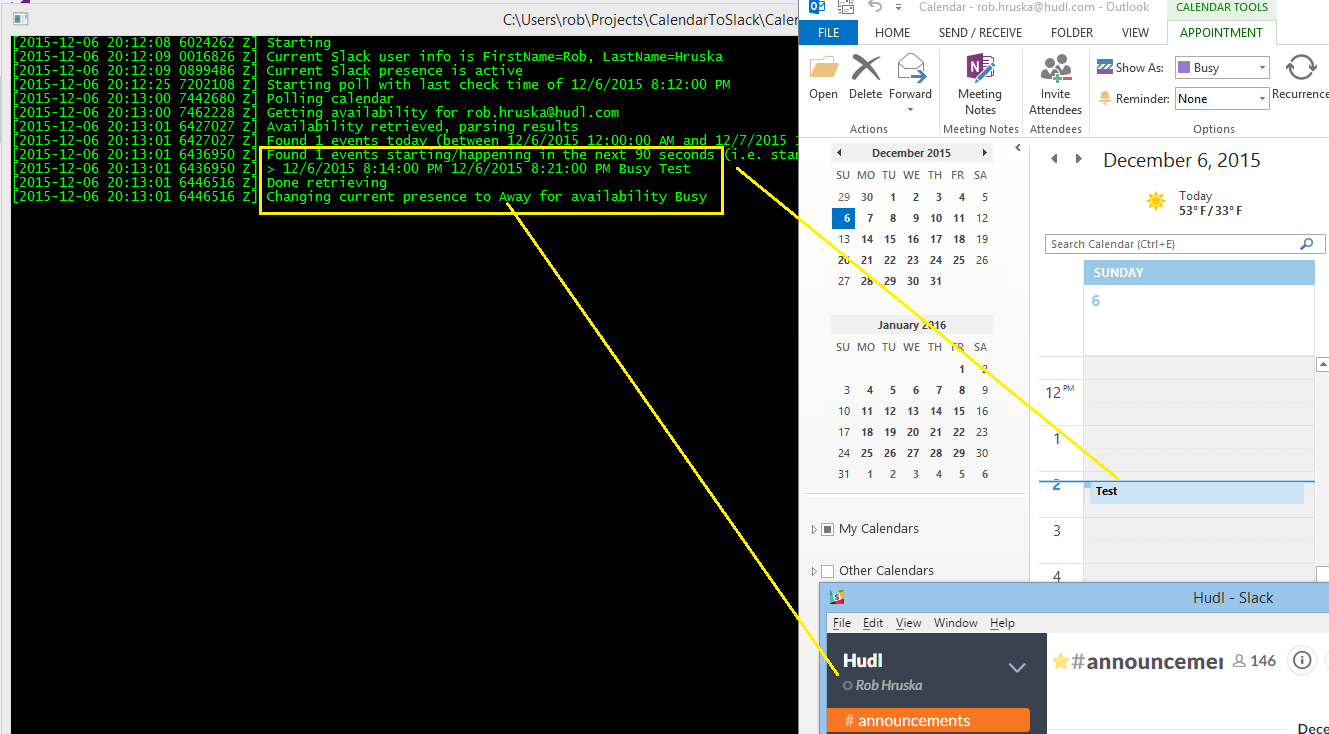 C:\Users\rob\Projects\CalendarToSlack\Calen
[2015-12-06 20:12:08 6024262 Z] Starting
[2015-12-06 20:12:09 0016826 Z] Current Slack user info is FirstName=Rob, LastName=Hruska
[2015-12-06 20:12:09 0899486 Z] Current Slack presence is active
[2015-12-06 20:12:25 7202108 Z] Starting poll with last check time of 12/6/2015 8:12:00 PM
[2015-12-06 20:13:00 7442680 Z] Polling calendar
[2015-12-06 20:13:00 7462228 Z] Getting availability for rob.hruska@hudl.com
[2015-12-06 20:13:01 6427027 Z] Availability retrieved, parsing results
[2015-12-06 20:13:01 6427027 Z] Found 1 events today (between 12/6/2015 12:00:00 AM and 12/7/2015 1
[2015-12-06 20:13:01 6436950 Z] Found 1 events starting/happening in the next 90 seconds (i.e. star
[2015-12-06 20:13:01 6436950 Z] > 12/6/2015 8:14:00 PM 12/6/2015 8:21:00 PM Busy Test
[2015-12-06 20:13:01 6446516 Z] Done retrieving
[2015-12-06 20:13:01 6446516 Z] Changing current presence to Away for availability Busy
Calendar - rob.hruska@hudl.com - Outlook
CALENDAR TOOLS
FILE HOME SEND / RECEIVE FOLDER VIEW APPOINTMENT
Open Delete Forward
Actions
Meeting Notes
Meeting Notes
Invite Attendees
Attendees
Show As: Busy
Reminder: None
Recurrence
Options
December 2015
SU MO TU WE TH FR SA
29 30 1 2 3 4 5
6 7 8 9 10 11 12
13 14 15 16 17 18 19
20 21 22 23 24 25 26
27 28 29 30 31
January 2016
SU MO TU WE TH FR SA
1 2
3 4 5 6 7 8 9
10 11 12 13 14 15 16
17 18 19 20 21 22 23
24 25 26 27 28 29 30
31 1 2 3 4 5 6
My Calendars
Other Calendars
December 6, 2015
Today
53°F/33°F
Search Calendar (Ctrl+E)
SUNDAY
6
12 PM
1
2 Test
3
4
Hudl - Slack
File Edit View Window Help
Hudl
Rob Hruska
# announcements
#announcemer 146
Dece